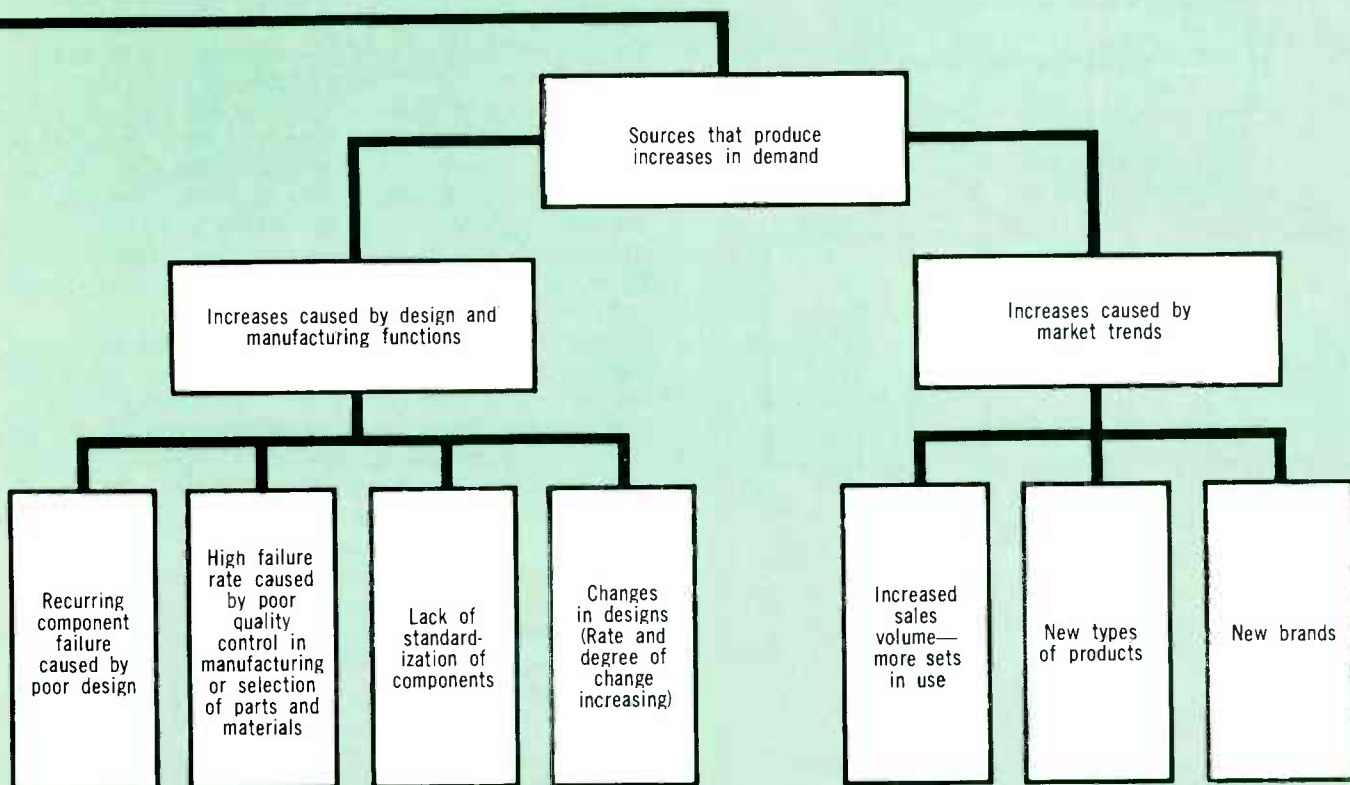 Sources that produce
increases in demand
Increases caused by design and
manufacturing functions
Increases caused by
market trends
Recurring
component
failure
caused by
poor design
High failure
rate caused
by poor
quality
control in
manufacturing
or selection
of parts and
materials
Lack of
standard-
ization of
components
Changes
in designs
(Rate and
degree of
change
increasing)
Increased
sales
volume—
more sets
in use
New types
of products
New brands